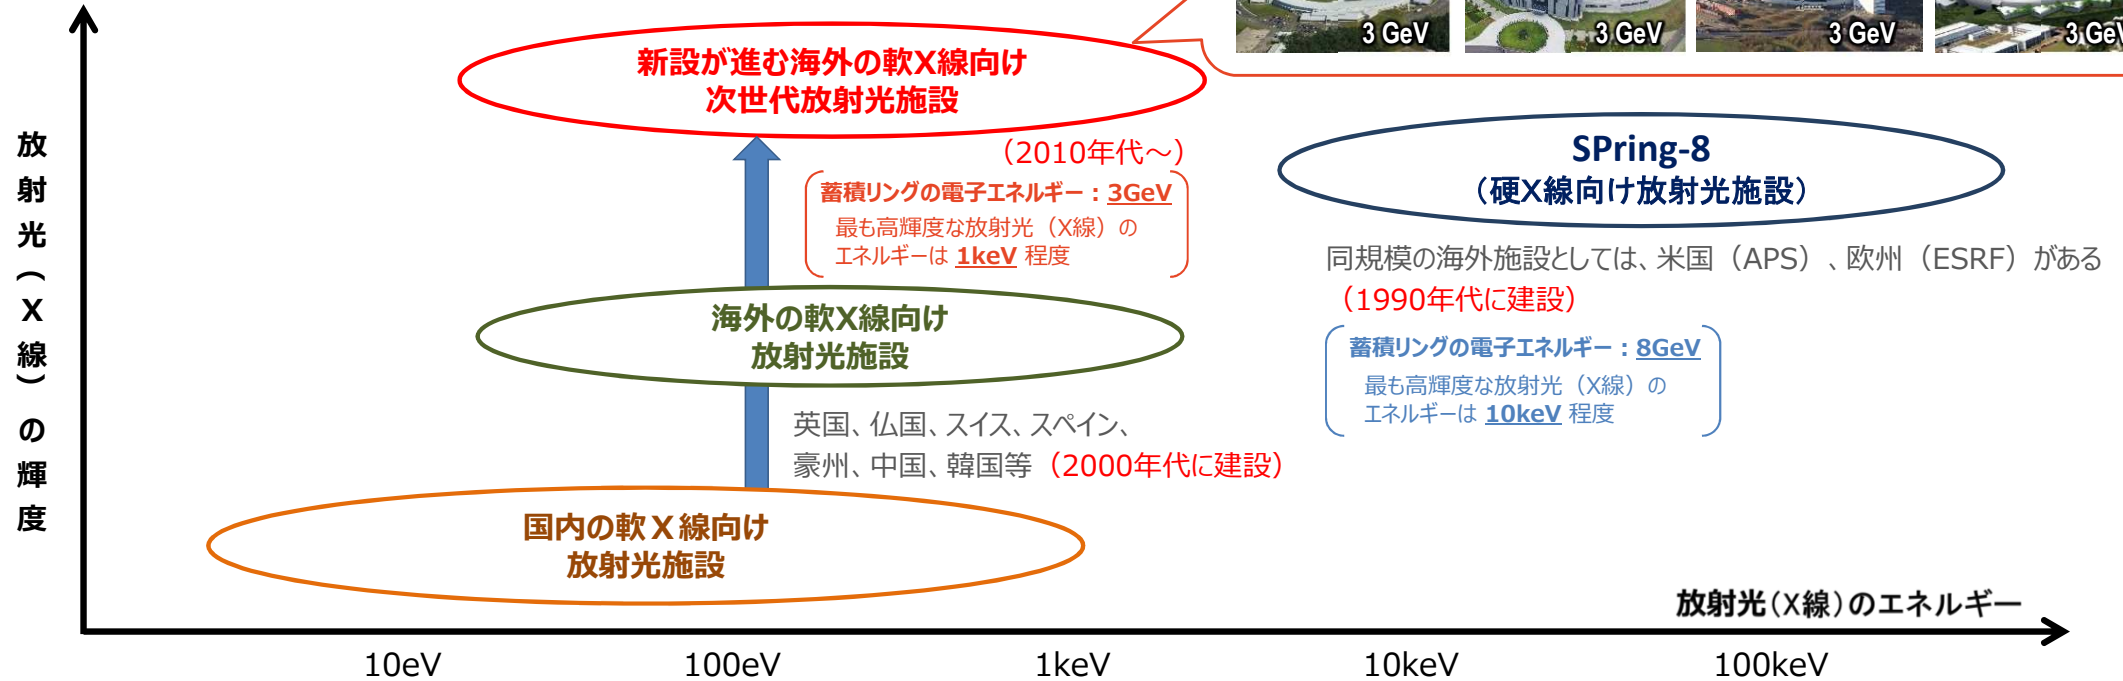 3 GeV
3 GeV
3 GeV
3 GeV
新設が進む海外の軟X線向け
次世代放射光施設
(2010年代~)
蓄積リングの電子エネルギー:3GeV
最も高輝度な放射光(X線)の
エネルギーは 1keV 程度
SPring-8
(硬X線向け放射光施設)
同規模の海外施設としては、米国(APS)、欧州(ESRF)がある
(1990年代に建設)
蓄積リングの電子エネルギー:8GeV
最も高輝度な放射光(X線)の
エネルギーは 10keV 程度
海外の軟X線向け
放射光施設
英国、仏国、スイス、スペイン、
豪州、中国、韓国等(2000年代に建設)
国内の軟X線向け
放射光施設
放射光(X線)の輝度
放射光(X線)のエネルギー
10eV 100eV 1keV 10keV 100keV